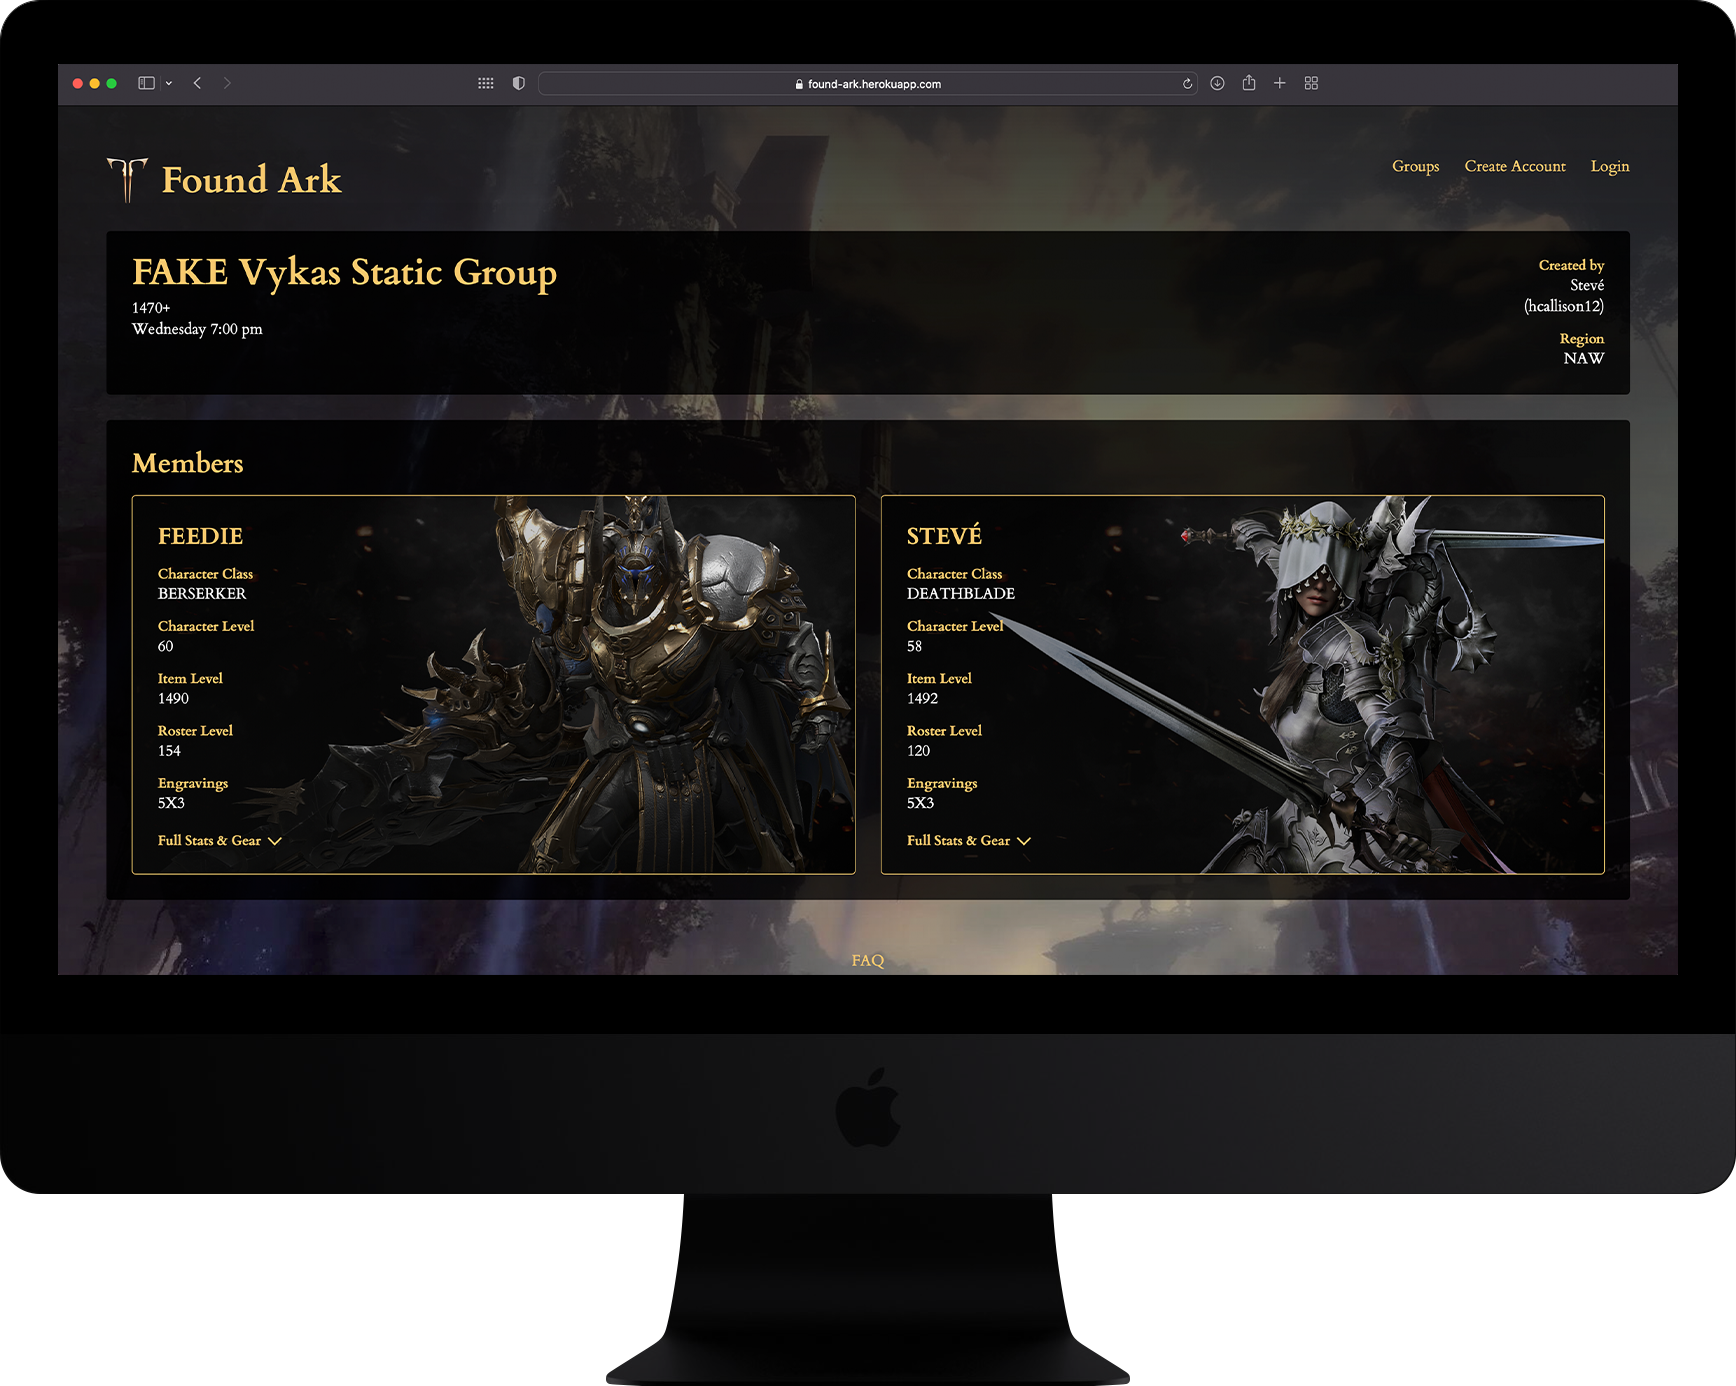 found-ark.herokuapp.com
Found Ark
Groups
Create Account
Login
FAKE Vykas Static Group
1470+
Wednesday 7:00 pm
Created by
Stevé
(hcallison12)
Region
NAW
Members
FEEDIE
Character Class
BERSERKER
Character Level
60
Item Level
1490
Roster Level
154
Engravings
5X3
Full Stats & Gear
STEVÉ
Character Class
DEATHBLADE
Character Level
58
Item Level
1492
Roster Level
120
Engravings
5X3
Full Stats & Gear
FAQ